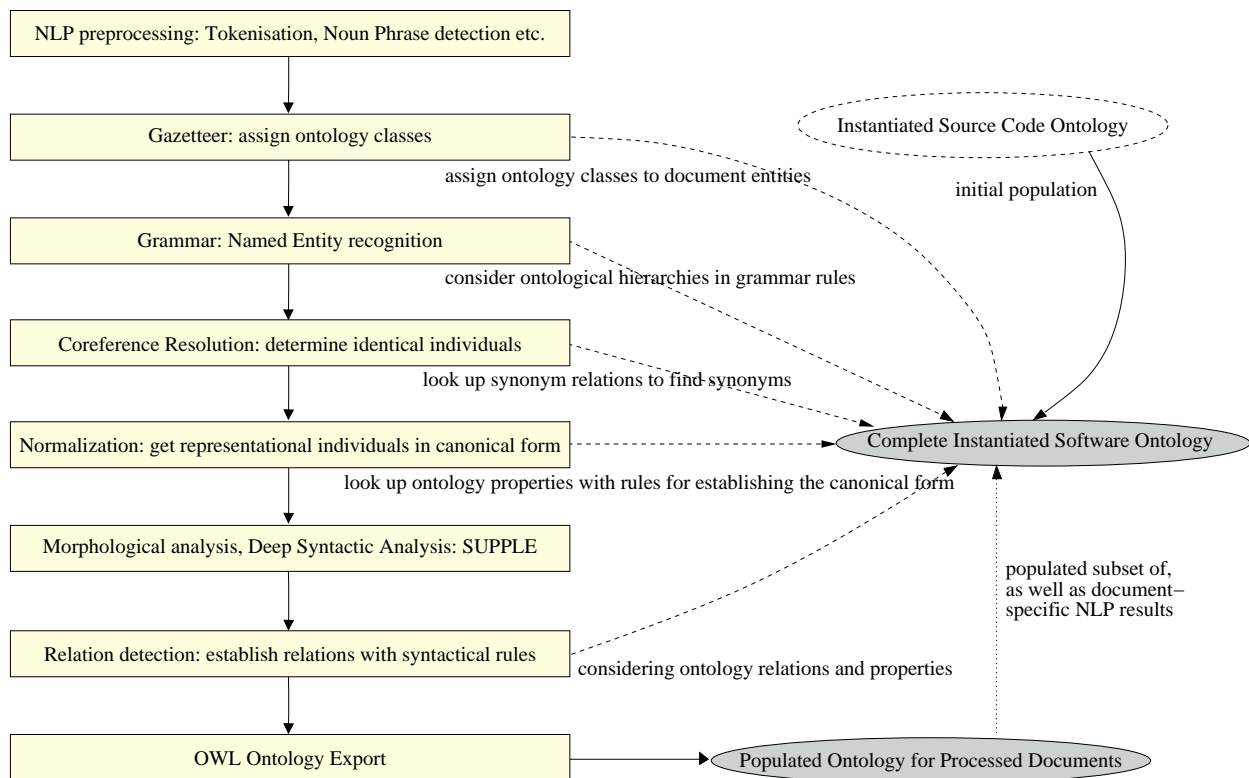 NLP preprocessing: Tokenisation, Noun Phrase detection etc.
Gazetteer: assign ontology classes
Instantiated Source Code Ontology
assign ontology classes to document entities
initial population
Grammar: Named Entity recognition
consider ontological hierarchies in grammar rules
Coreference Resolution: determine identical individuals
look up synonym relations to find synonyms
Normalization: get representational individuals in canonical form
Complete Instantiated Software Ontology
look up ontology properties with rules for establishing the canonical form
Morphological analysis, Deep Syntactic Analysis: SUPPLE
populated subset of,
as well as document−
specific NLP results
Relation detection: establish relations with syntactical rules
considering ontology relations and properties
OWL Ontology Export
Populated Ontology for Processed Documents